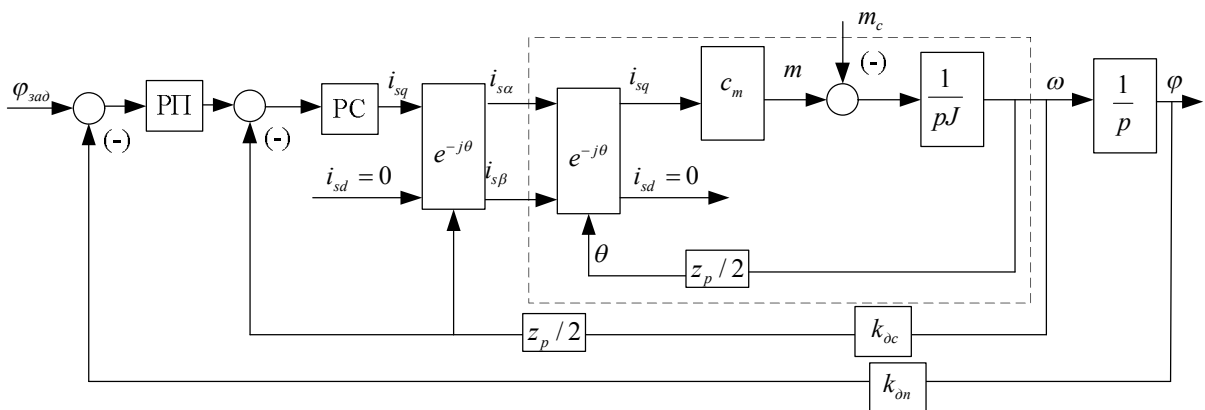 φ_зад
(-)
РП
(-)
РС
i_sq
i_sd = 0
e^{-jθ}
i_sα
i_sβ
e^{-jθ}
i_sq
i_sd = 0
θ
z_p / 2
c_m
m
m_c
(-)
1/pJ
ω
1/p
φ
z_p / 2
k_дс
k_дп